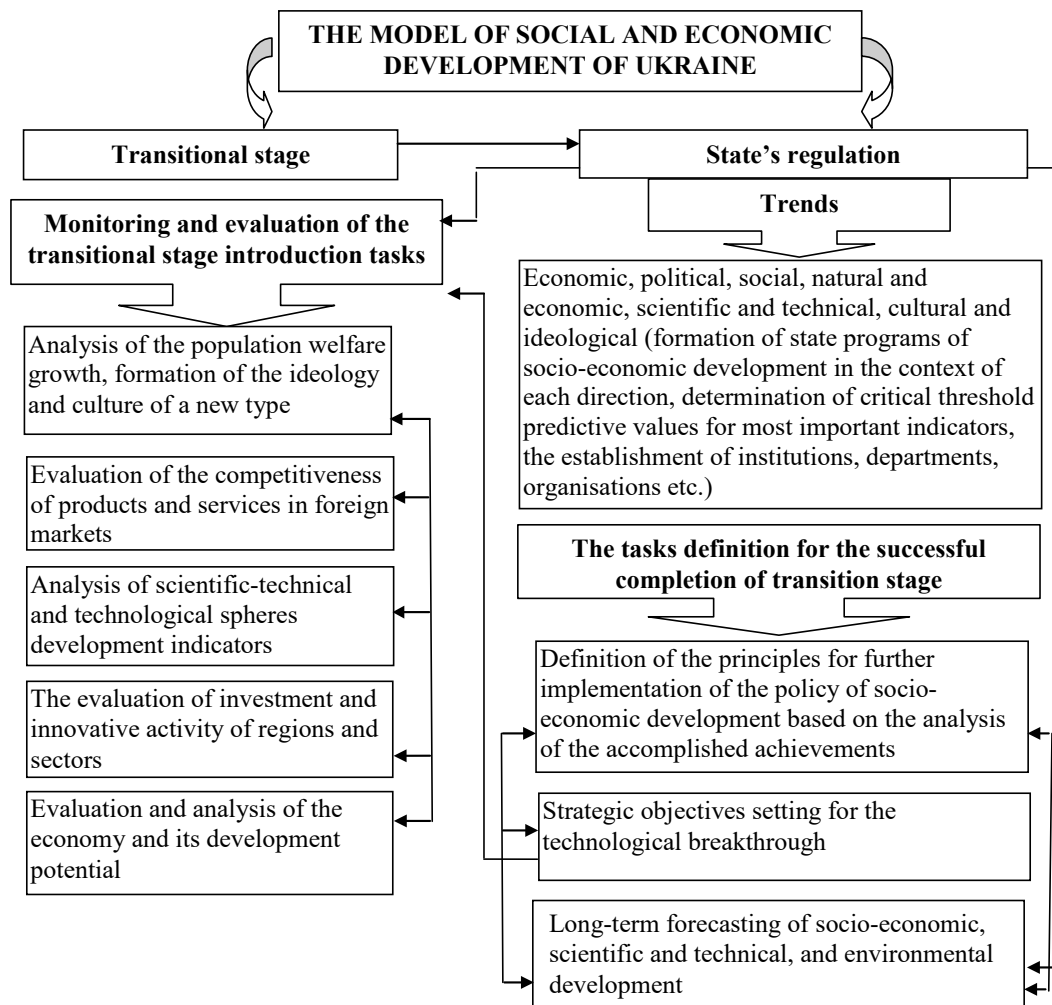 THE MODEL OF SOCIAL AND ECONOMIC
DEVELOPMENT OF UKRAINE
Transitional stage
State’s regulation
Monitoring and evaluation of the
transitional stage introduction tasks
Analysis of the population welfare
growth, formation of the ideology
and culture of a new type
Evaluation of the competitiveness
of products and services in foreign
markets
Analysis of scientific-technical
and technological spheres
development indicators
The evaluation of investment and
innovative activity of regions and
sectors
Evaluation and analysis of the
economy and its development
potential
Trends
Economic, political, social, natural and
economic, scientific and technical, cultural and
ideological (formation of state programs of
socio-economic development in the context of
each direction, determination of critical threshold
predictive values for most important indicators,
the establishment of institutions, departments,
organisations etc.)
The tasks definition for the successful
completion of transition stage
Definition of the principles for further
implementation of the policy of socio-
economic development based on the analysis
of the accomplished achievements
Strategic objectives setting for the
technological breakthrough
Long-term forecasting of socio-economic,
scientific and technical, and environmental
development